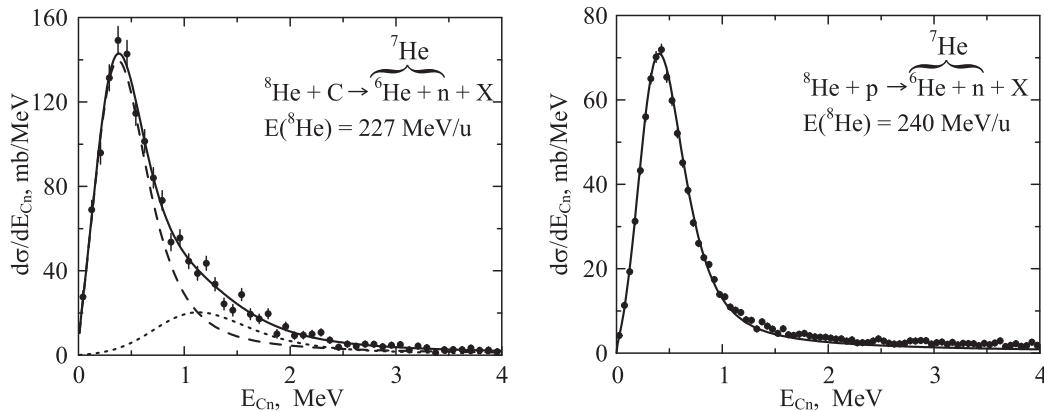 160
120
80
40
0
dσ/dE_Cn, mb/MeV
⁷He
⁸He + C → ⁶He + n + X
E(⁸He) = 227 MeV/u
0 1 2 3 4
E_Cn, MeV
80
60
40
20
0
dσ/dE_Cn, mb/MeV
⁷He
⁸He + p → ⁶He + n + X
E(⁸He) = 240 MeV/u
0 1 2 3 4
E_Cn, MeV